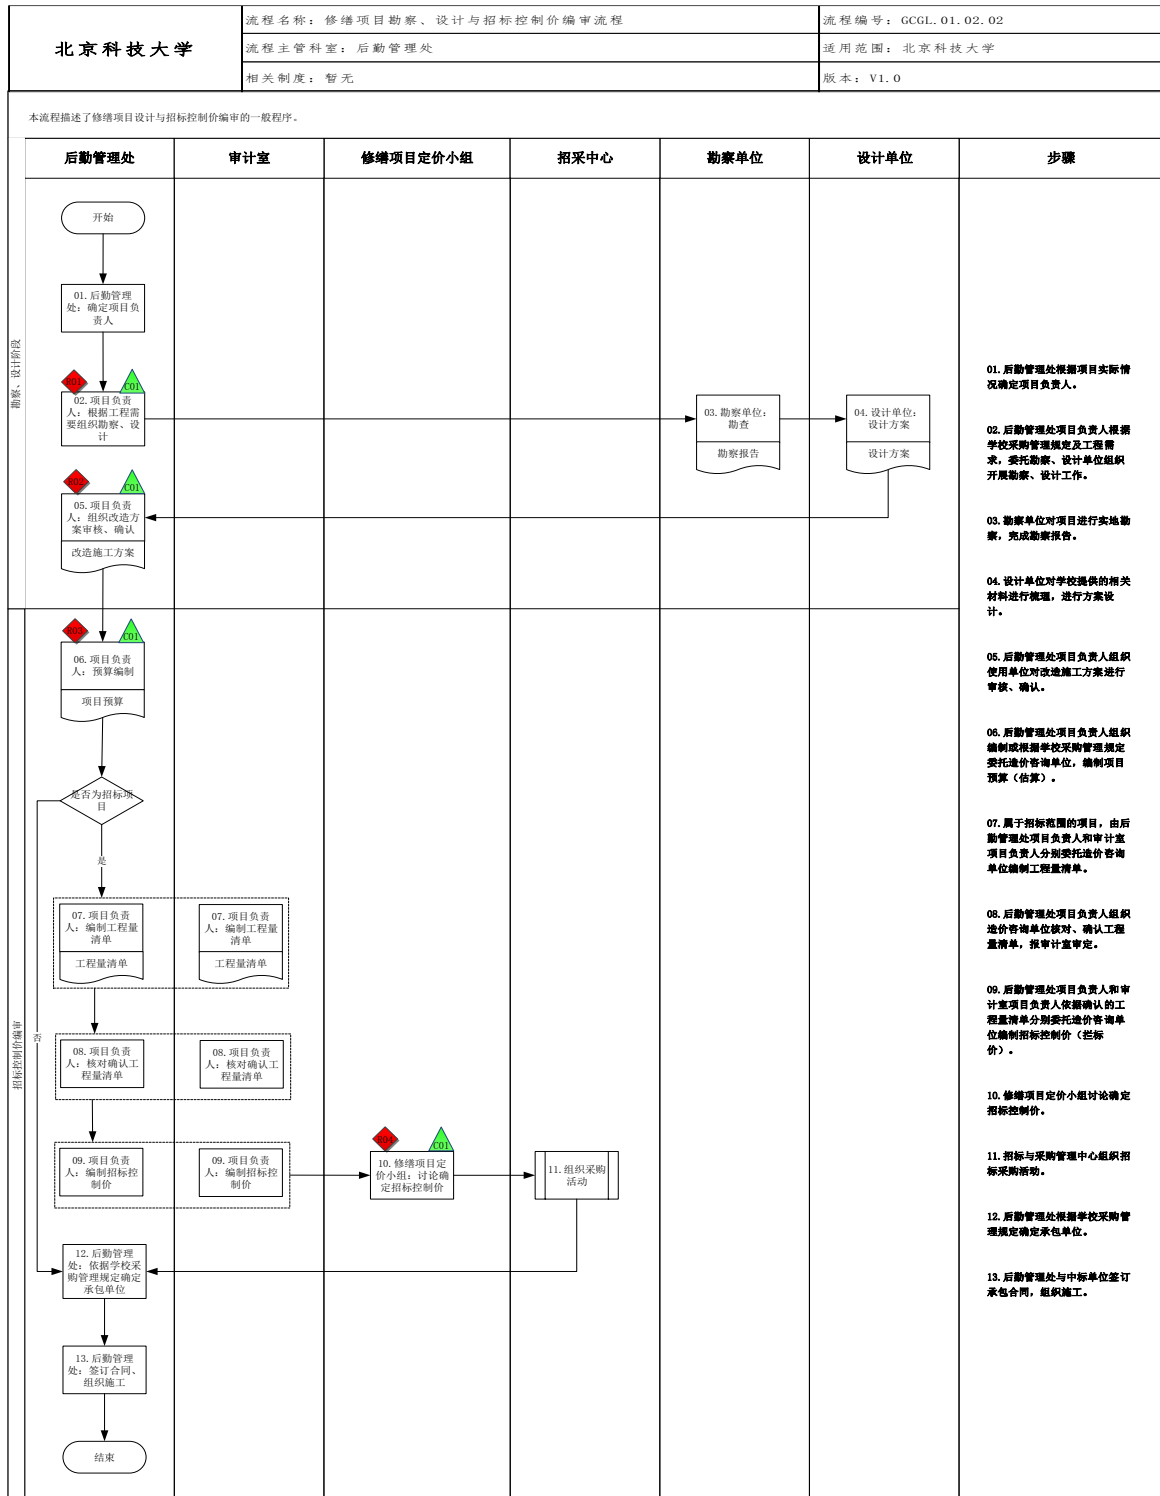 北京科技大学
流程名称：修缮项目勘察、设计与招标控制价编审流程
流程编号：GCGL.01.02.02
流程主管科室：后勤管理处
适用范围：北京科技大学
相关制度：暂无
版本：V1.0
本流程描述了修缮项目设计与招标控制价编审的一般程序。
后勤管理处
审计室
修缮项目定价小组
招采中心
勘察单位
设计单位
步骤
勘察、设计阶段
开始
01.后勤管理
处：确定项目负
责人
R01
C01
02.项目负责
人：根据工程需
要组织勘察、设
计
03.勘察单位：
勘查
勘察报告
04.设计单位：
设计方案
设计方案
R02
C01
05.项目负责
人：组织改造方
案审核、确认
改造施工方案
招标控制价编审
R03
C01
06.项目负责
人：预算编制
项目预算
是否为招标项
目
是
否
07.项目负责
人：编制工程量
清单
工程量清单
07.项目负责
人：编制工程量
清单
工程量清单
08.项目负责
人：核对确认工
程量清单
08.项目负责
人：核对确认工
程量清单
09.项目负责
人：编制招标控
制价
09.项目负责
人：编制招标控
制价
R04
C01
10.修缮项目定
价小组：讨论确
定招标控制价
11.组织采购
活动
12.后勤管理
处：依据学校采
购管理规定确定
承包单位
13.后勤管理
处：签订合同、
组织施工
结束
01.后勤管理处根据项目实际情
况确定项目负责人。
02.后勤管理处项目负责人根据
学校采购管理规定及工程需
求，委托勘察、设计单位组织
开展勘察、设计工作。
03.勘察单位对项目进行实地勘
察，完成勘察报告。
04.设计单位对学校提供的相关
材料进行梳理，进行方案设
计。
05.后勤管理处项目负责人组织
使用单位对改造施工方案进行
审核、确认。
06.后勤管理处项目负责人组织
编制或根据学校采购管理规定
委托造价咨询单位，编制项目
预算（估算）。
07.属于招标范围的项目，由后
勤管理处项目负责人和审计室
项目负责人分别委托造价咨询
单位编制工程量清单。
08.后勤管理处项目负责人组织
造价咨询单位核对、确认工程
量清单，报审计室审定。
09.后勤管理处项目负责人和审
计室项目负责人依据确认的工
程量清单分别委托造价咨询单
位编制招标控制价（拦标
价）。
10.修缮项目定价小组讨论确定
招标控制价。
11.招标与采购管理中心组织招
标采购活动。
12.后勤管理处根据学校采购管
理规定确定承包单位。
13.后勤管理处与中标单位签订
承包合同，组织施工。